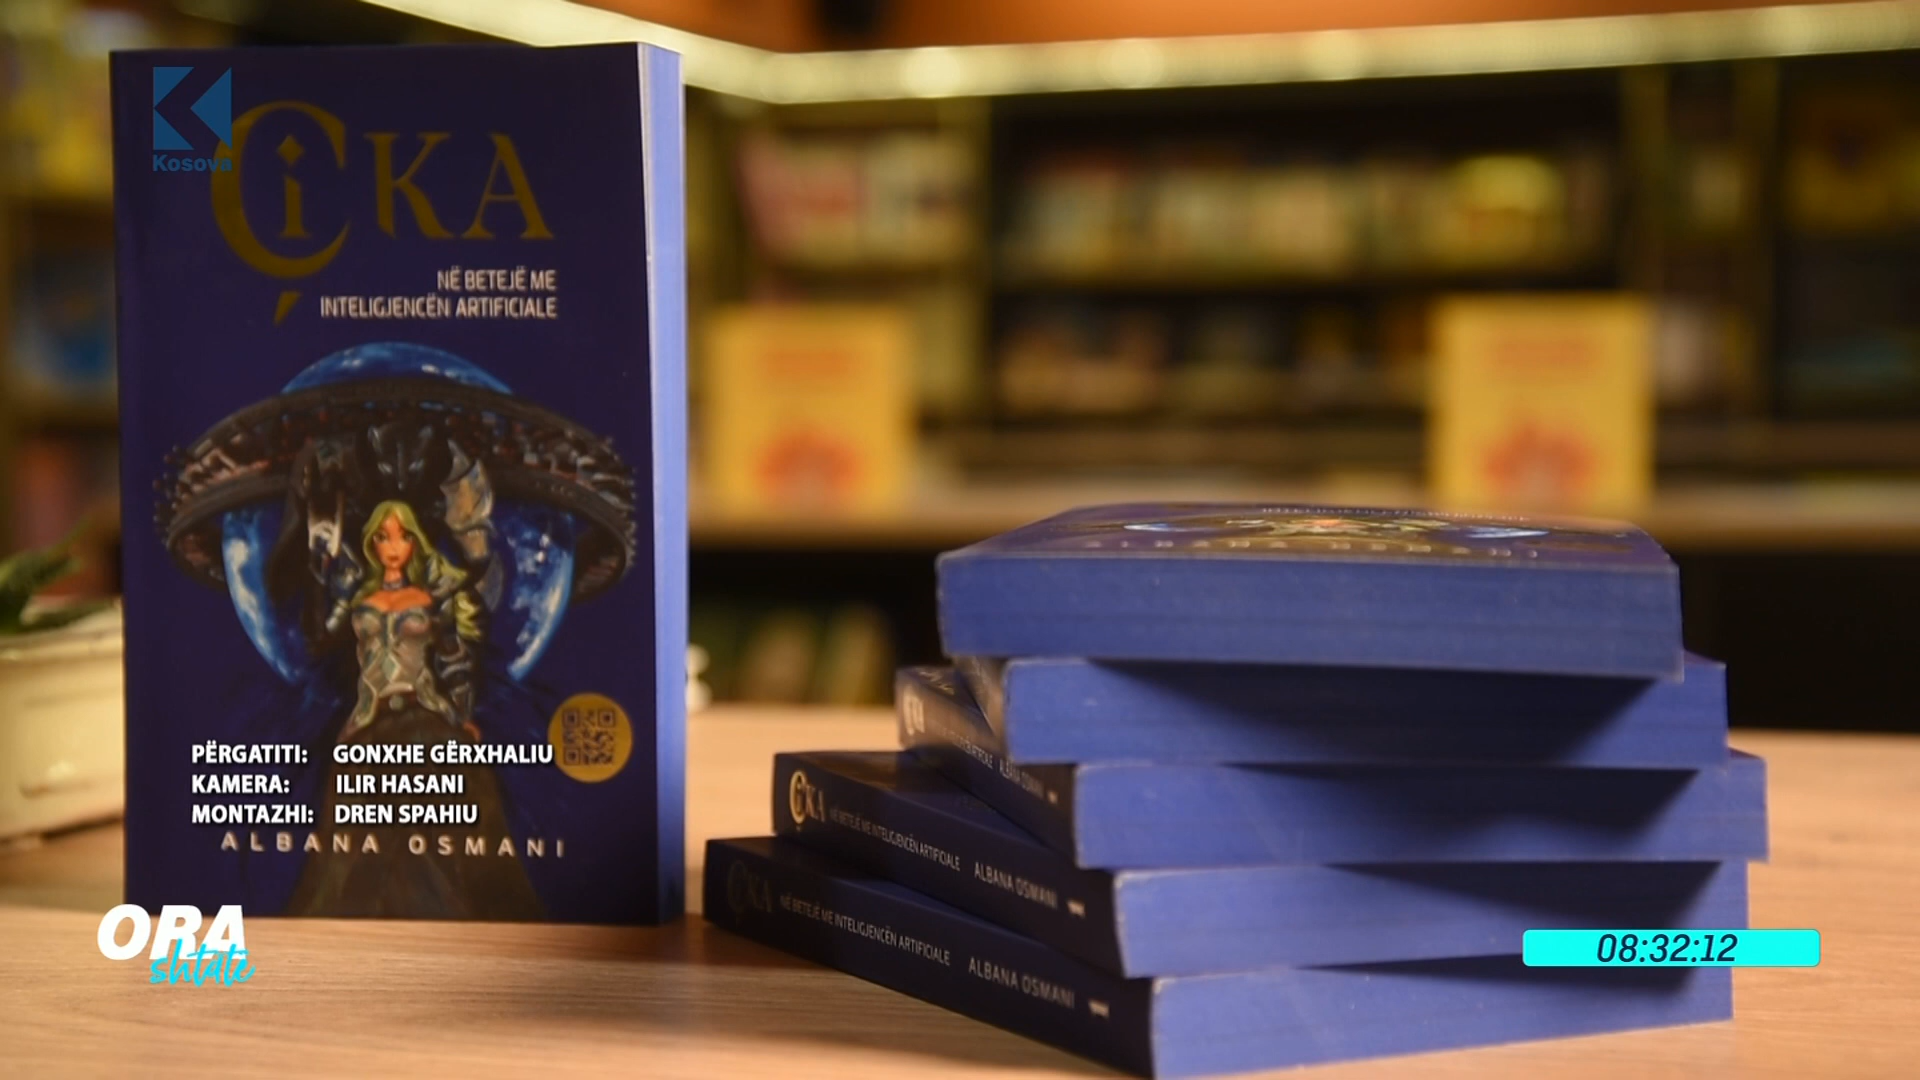 Kosova
ÇiKA
NË BETEJË ME
INTELIGJENCËN ARTIFICIALE
PËRGATITI: GONXHE GËRXHALIU
KAMERA: ILIR HASANI
MONTAZHI: DREN SPAHIU
ALBANA OSMANI
ORA
shtatë
ÇiKA NË BETEJË ME INTELIGJENCËN ARTIFICIALE ALBANA OSMANI 1
ÇiKA NË BETEJË ME INTELIGJENCËN ARTIFICIALE ALBANA OSMANI 1
08:32:12